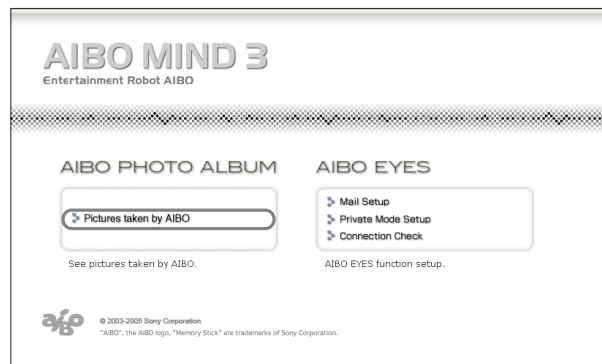 AIBO MIND 3
Entertainment Robot AIBO
AIBO PHOTO ALBUM
Pictures taken by AIBO
See pictures taken by AIBO.
AIBO EYES
Mail Setup
Private Mode Setup
Connection Check
AIBO EYES function setup.
aibo
© 2003-2005 Sony Corporation
"AIBO", the AIBO logo, "Memory Stick" are trademarks of Sony Corporation.